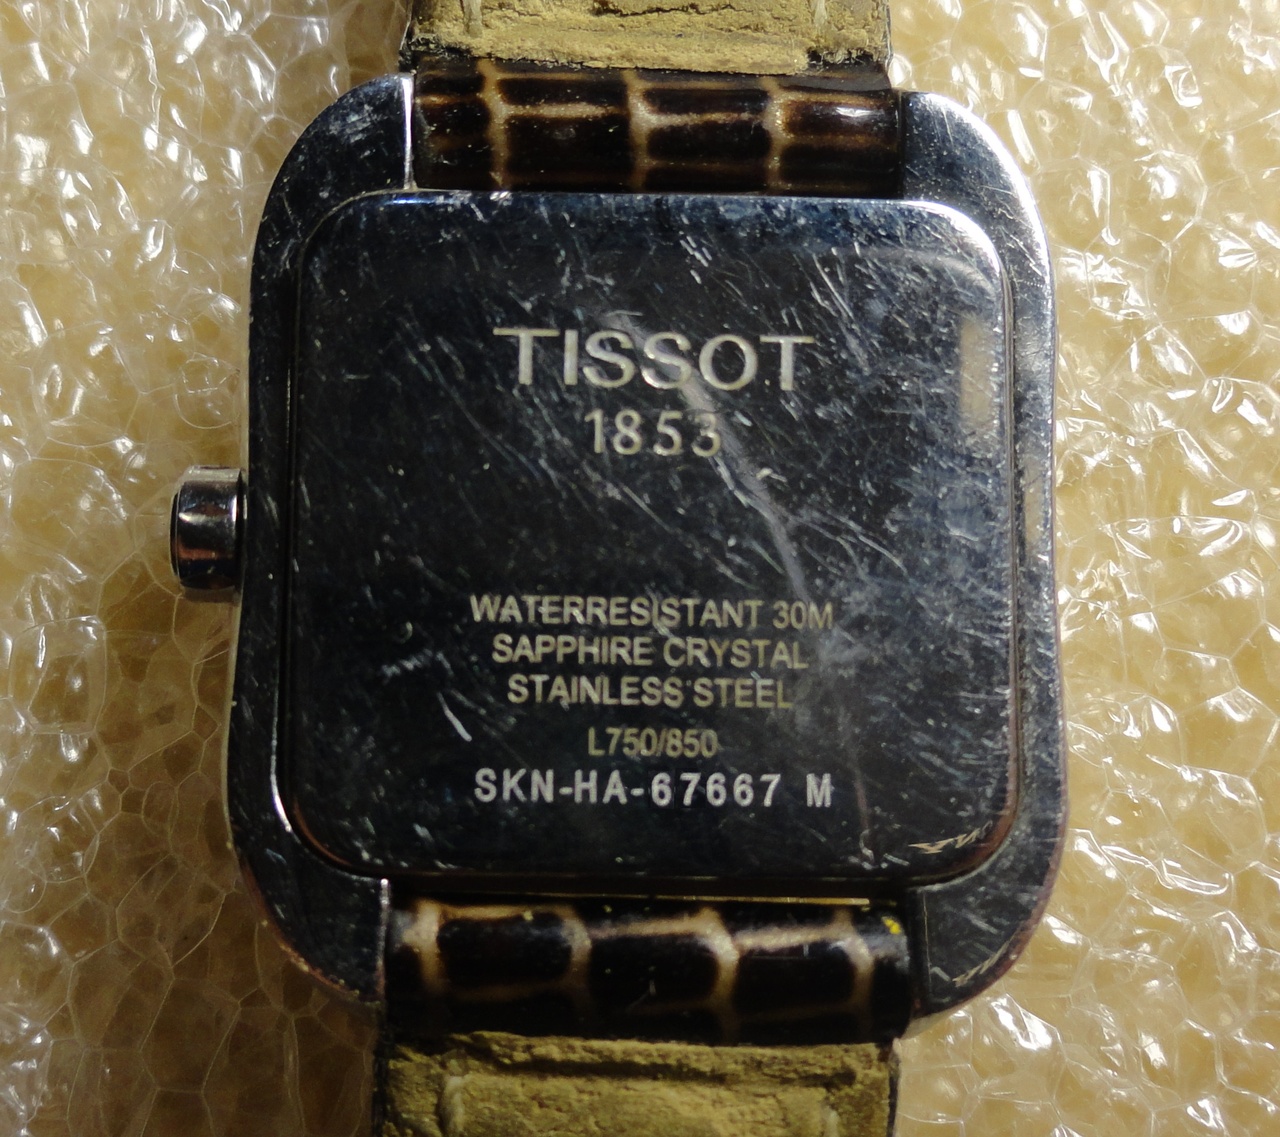 TISSOT
1853
WATERRESISTANT 30M
SAPPHIRE CRYSTAL
STAINLESS STEEL
L750/850
SKN-HA-67667 M